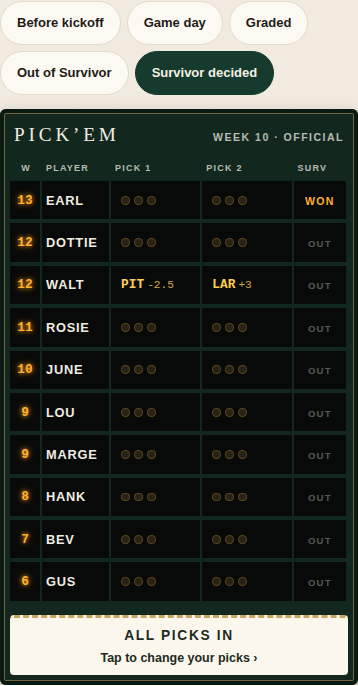 Before kickoff
Game day
Graded
Out of Survivor
Survivor decided
PICK’EM
WEEK 10 · OFFICIAL
W PLAYER PICK 1 PICK 2 SURV
13 EARL WON
12 DOTTIE OUT
12 WALT PIT -2.5 LAR +3 OUT
11 ROSIE OUT
10 JUNE OUT
9 LOU OUT
9 MARGE OUT
8 HANK OUT
7 BEV OUT
6 GUS OUT
ALL PICKS IN
Tap to change your picks ›